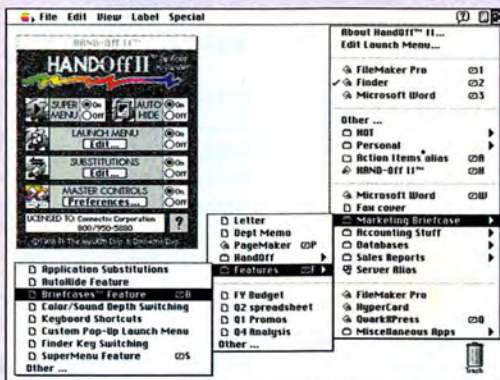 File Edit View Label Special
HAND-Off II™
HANDOff II
SUPER MENU On Off
AUTO HIDE On Off
LAUNCH MENU
Edit...
SUBSTITUTIONS
Edit...
On
Off
MASTER CONTROLS
Preferences...
On
Off
LICENSED TO: Connectix Corporation
800/950-5880
?
About HandOff™ II...
Edit Launch Menu...
FileMaker Pro 1
✓ Finder 2
Microsoft Word 3
Other ...
HOT
Personal
Action Items alias A
HAND-Off II™ H
Microsoft Word W
Fax cover
Marketing Briefcase
Accounting Stuff
Databases
Sales Reports
Server Alias
FileMaker Pro
HyperCard
QuarkXPress Q
Miscellaneous Apps
Letter
Dept Memo
PageMaker P
HandOff
Features F
FY Budget
Q2 spreadsheet
Q1 Promos
Q4 Analysis
Other ...
Application Substitutions
AutoHide Feature
Briefcases™ Feature B
Color/Sound Depth Switching
Keyboard Shortcuts
Custom Pop-Up Launch Menu
Finder Key Switching
SuperMenu Feature S
Other ...
Trash